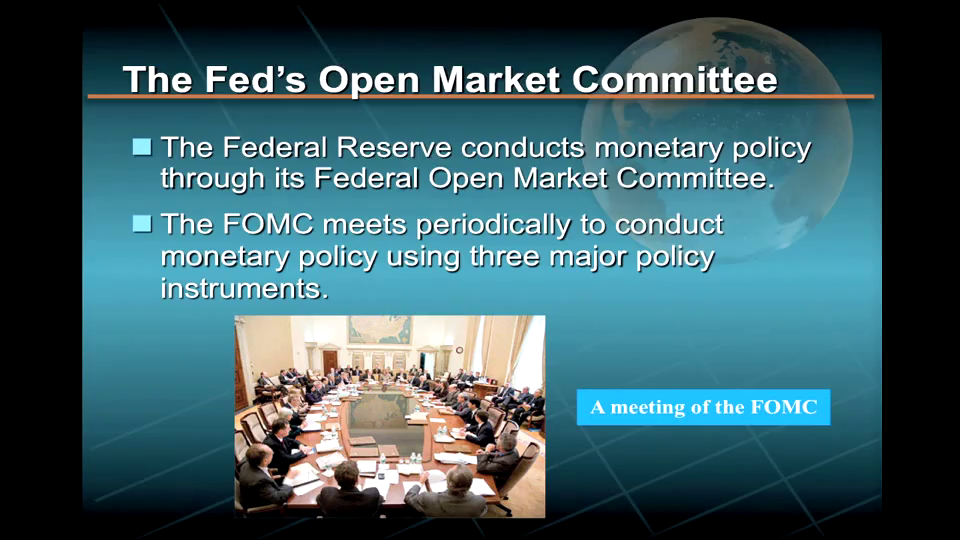 The Fed’s Open Market Committee
The Federal Reserve conducts monetary policy
through its Federal Open Market Committee.
The FOMC meets periodically to conduct
monetary policy using three major policy
instruments.
A meeting of the FOMC